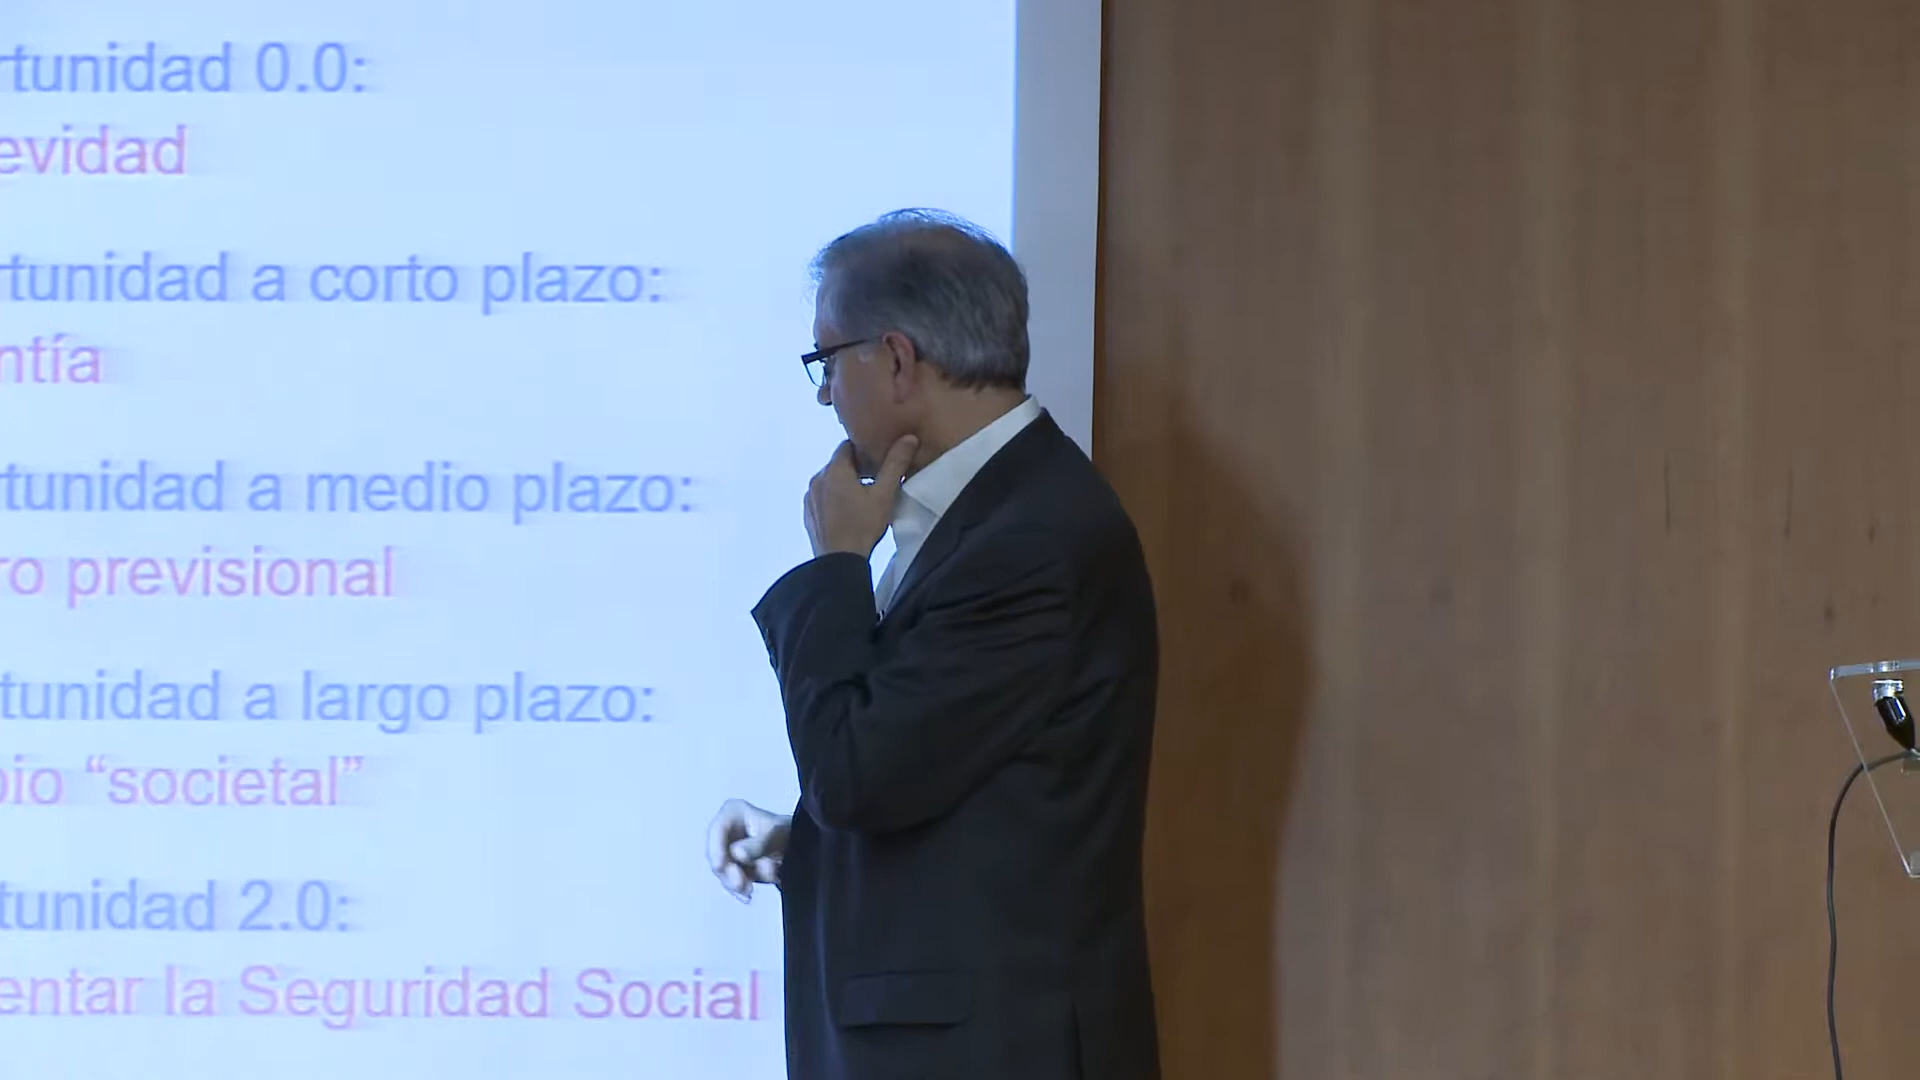 rtunidad 0.0:
evidad
rtunidad a corto plazo:
ntía
rtunidad a medio plazo:
ro previsional
tunidad a largo plazo:
bio “societal”
tunidad 2.0:
entar la Seguridad Social